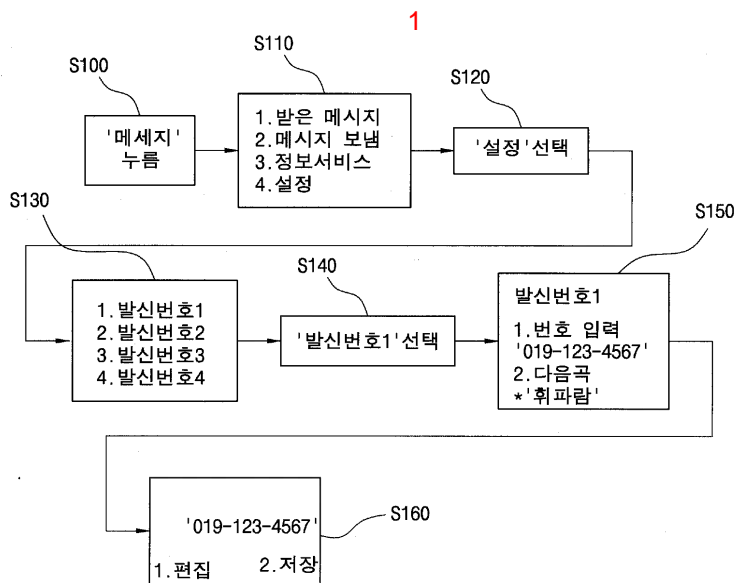 1
S100
'메세지'
누름
S110
1.받은 메시지
2.메시지 보냄
3.정보서비스
4.설정
S120
'설정'선택
S130
1.발신번호1
2.발신번호2
3.발신번호3
4.발신번호4
S140
'발신번호1'선택
S150
발신번호1
1.번호 입력
'019-123-4567'
2.다음곡
*'휘파람'
S160
'019-123-4567'
1.편집 2.저장